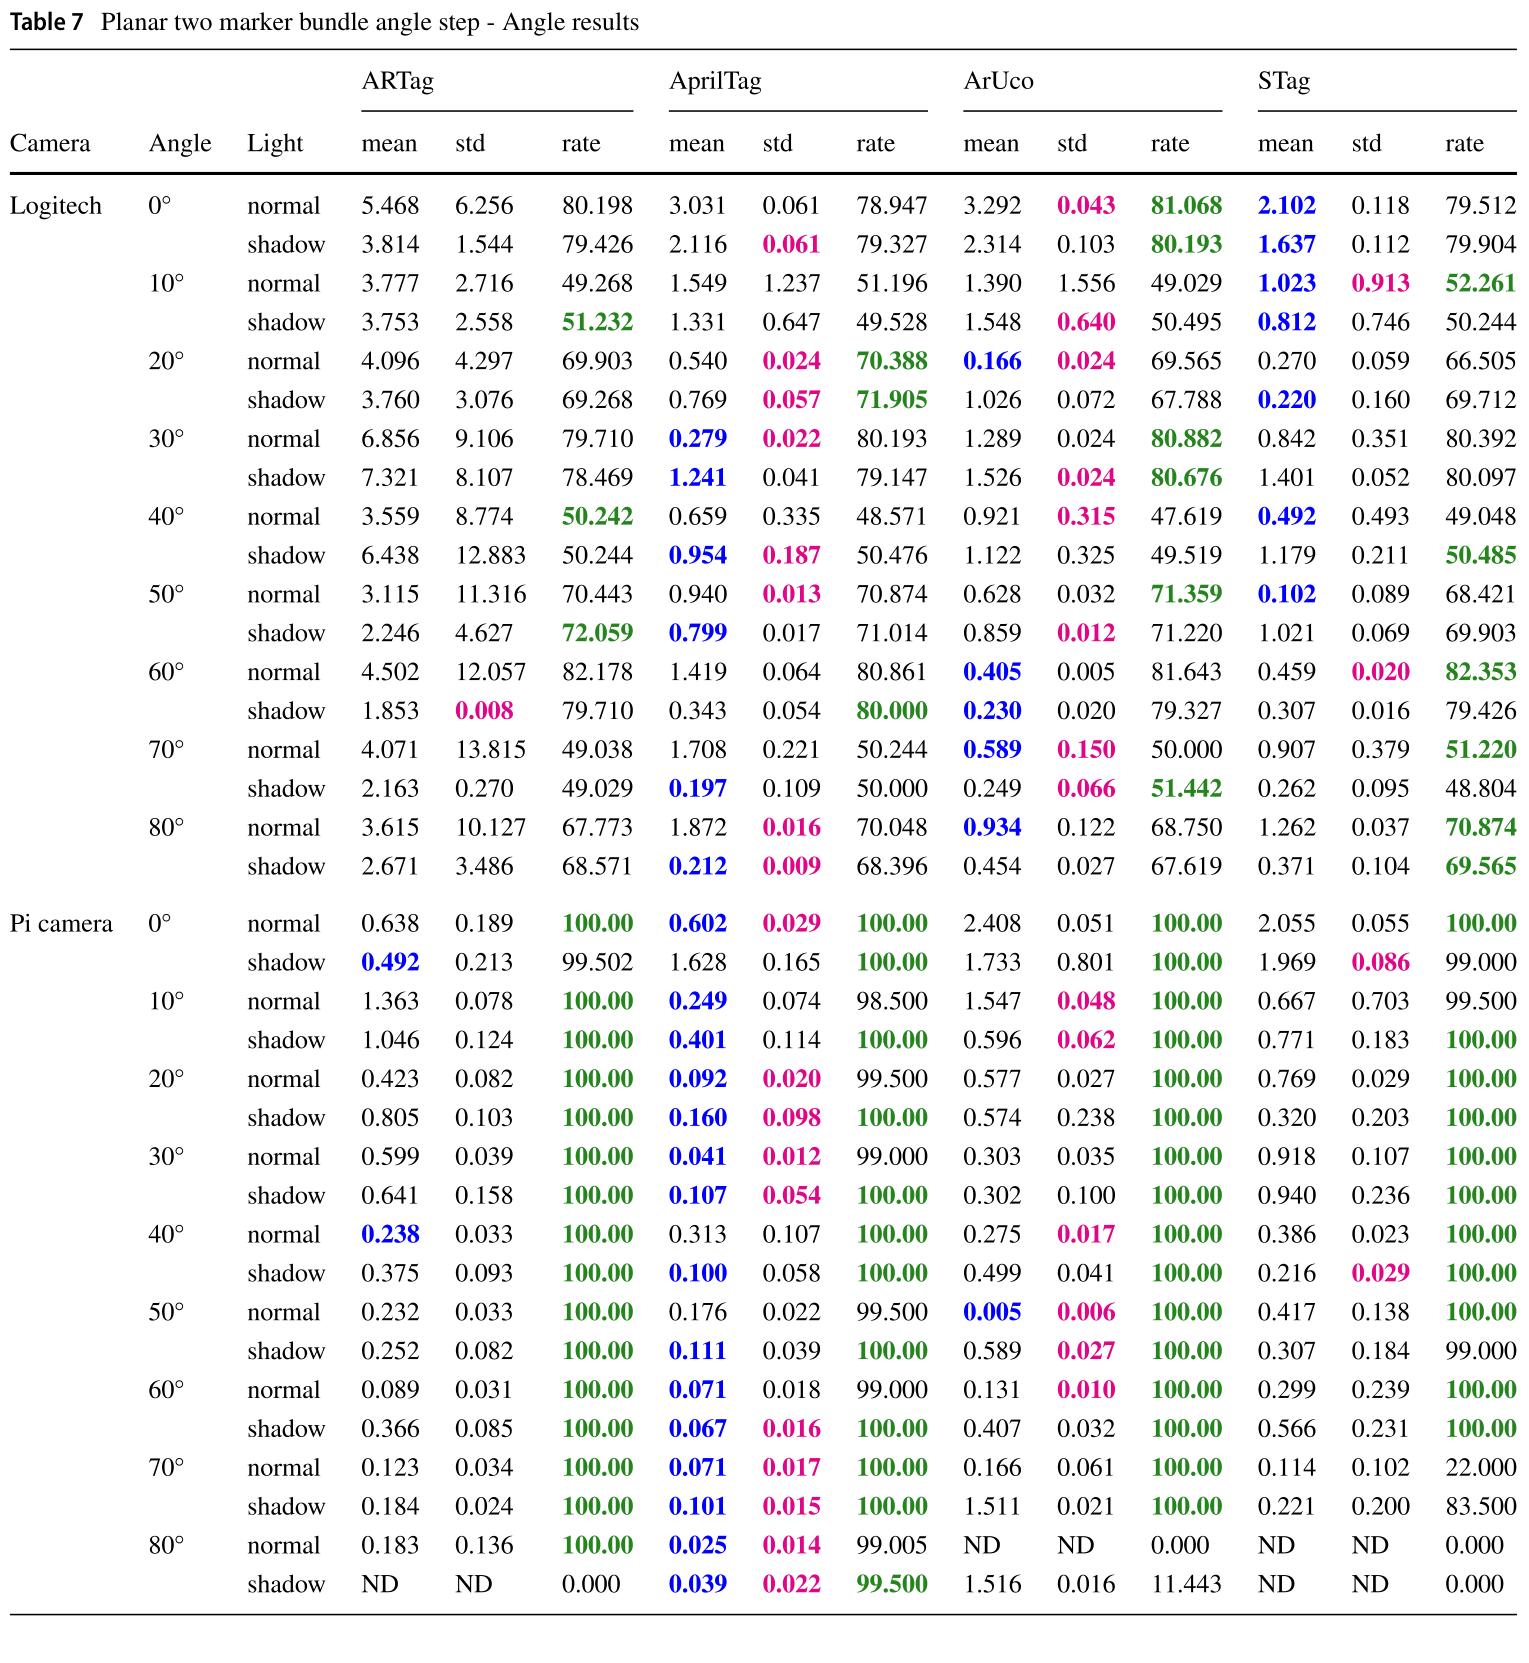 Table 7 Planar two marker bundle angle step - Angle results
ARTag AprilTag ArUco STag
Camera Angle Light mean std rate mean std rate mean std rate mean std rate
Logitech 0° normal 5.468 6.256 80.198 3.031 0.061 78.947 3.292 0.043 81.068 2.102 0.118 79.512
shadow 3.814 1.544 79.426 2.116 0.061 79.327 2.314 0.103 80.193 1.637 0.112 79.904
10° normal 3.777 2.716 49.268 1.549 1.237 51.196 1.390 1.556 49.029 1.023 0.913 52.261
shadow 3.753 2.558 51.232 1.331 0.647 49.528 1.548 0.640 50.495 0.812 0.746 50.244
20° normal 4.096 4.297 69.903 0.540 0.024 70.388 0.166 0.024 69.565 0.270 0.059 66.505
shadow 3.760 3.076 69.268 0.769 0.057 71.905 1.026 0.072 67.788 0.220 0.160 69.712
30° normal 6.856 9.106 79.710 0.279 0.022 80.193 1.289 0.024 80.882 0.842 0.351 80.392
shadow 7.321 8.107 78.469 1.241 0.041 79.147 1.526 0.024 80.676 1.401 0.052 80.097
40° normal 3.559 8.774 50.242 0.659 0.335 48.571 0.921 0.315 47.619 0.492 0.493 49.048
shadow 6.438 12.883 50.244 0.954 0.187 50.476 1.122 0.325 49.519 1.179 0.211 50.485
50° normal 3.115 11.316 70.443 0.940 0.013 70.874 0.628 0.032 71.359 0.102 0.089 68.421
shadow 2.246 4.627 72.059 0.799 0.017 71.014 0.859 0.012 71.220 1.021 0.069 69.903
60° normal 4.502 12.057 82.178 1.419 0.064 80.861 0.405 0.005 81.643 0.459 0.020 82.353
shadow 1.853 0.008 79.710 0.343 0.054 80.000 0.230 0.020 79.327 0.307 0.016 79.426
70° normal 4.071 13.815 49.038 1.708 0.221 50.244 0.589 0.150 50.000 0.907 0.379 51.220
shadow 2.163 0.270 49.029 0.197 0.109 50.000 0.249 0.066 51.442 0.262 0.095 48.804
80° normal 3.615 10.127 67.773 1.872 0.016 70.048 0.934 0.122 68.750 1.262 0.037 70.874
shadow 2.671 3.486 68.571 0.212 0.009 68.396 0.454 0.027 67.619 0.371 0.104 69.565
Pi camera 0° normal 0.638 0.189 100.00 0.602 0.029 100.00 2.408 0.051 100.00 2.055 0.055 100.00
shadow 0.492 0.213 99.502 1.628 0.165 100.00 1.733 0.801 100.00 1.969 0.086 99.000
10° normal 1.363 0.078 100.00 0.249 0.074 98.500 1.547 0.048 100.00 0.667 0.703 99.500
shadow 1.046 0.124 100.00 0.401 0.114 100.00 0.596 0.062 100.00 0.771 0.183 100.00
20° normal 0.423 0.082 100.00 0.092 0.020 99.500 0.577 0.027 100.00 0.769 0.029 100.00
shadow 0.805 0.103 100.00 0.160 0.098 100.00 0.574 0.238 100.00 0.320 0.203 100.00
30° normal 0.599 0.039 100.00 0.041 0.012 99.000 0.303 0.035 100.00 0.918 0.107 100.00
shadow 0.641 0.158 100.00 0.107 0.054 100.00 0.302 0.100 100.00 0.940 0.236 100.00
40° normal 0.238 0.033 100.00 0.313 0.107 100.00 0.275 0.017 100.00 0.386 0.023 100.00
shadow 0.375 0.093 100.00 0.100 0.058 100.00 0.499 0.041 100.00 0.216 0.029 100.00
50° normal 0.232 0.033 100.00 0.176 0.022 99.500 0.005 0.006 100.00 0.417 0.138 100.00
shadow 0.252 0.082 100.00 0.111 0.039 100.00 0.589 0.027 100.00 0.307 0.184 99.000
60° normal 0.089 0.031 100.00 0.071 0.018 99.000 0.131 0.010 100.00 0.299 0.239 100.00
shadow 0.366 0.085 100.00 0.067 0.016 100.00 0.407 0.032 100.00 0.566 0.231 100.00
70° normal 0.123 0.034 100.00 0.071 0.017 100.00 0.166 0.061 100.00 0.114 0.102 22.000
shadow 0.184 0.024 100.00 0.101 0.015 100.00 1.511 0.021 100.00 0.221 0.200 83.500
80° normal 0.183 0.136 100.00 0.025 0.014 99.005 ND ND 0.000 ND ND 0.000
shadow ND ND 0.000 0.039 0.022 99.500 1.516 0.016 11.443 ND ND 0.000